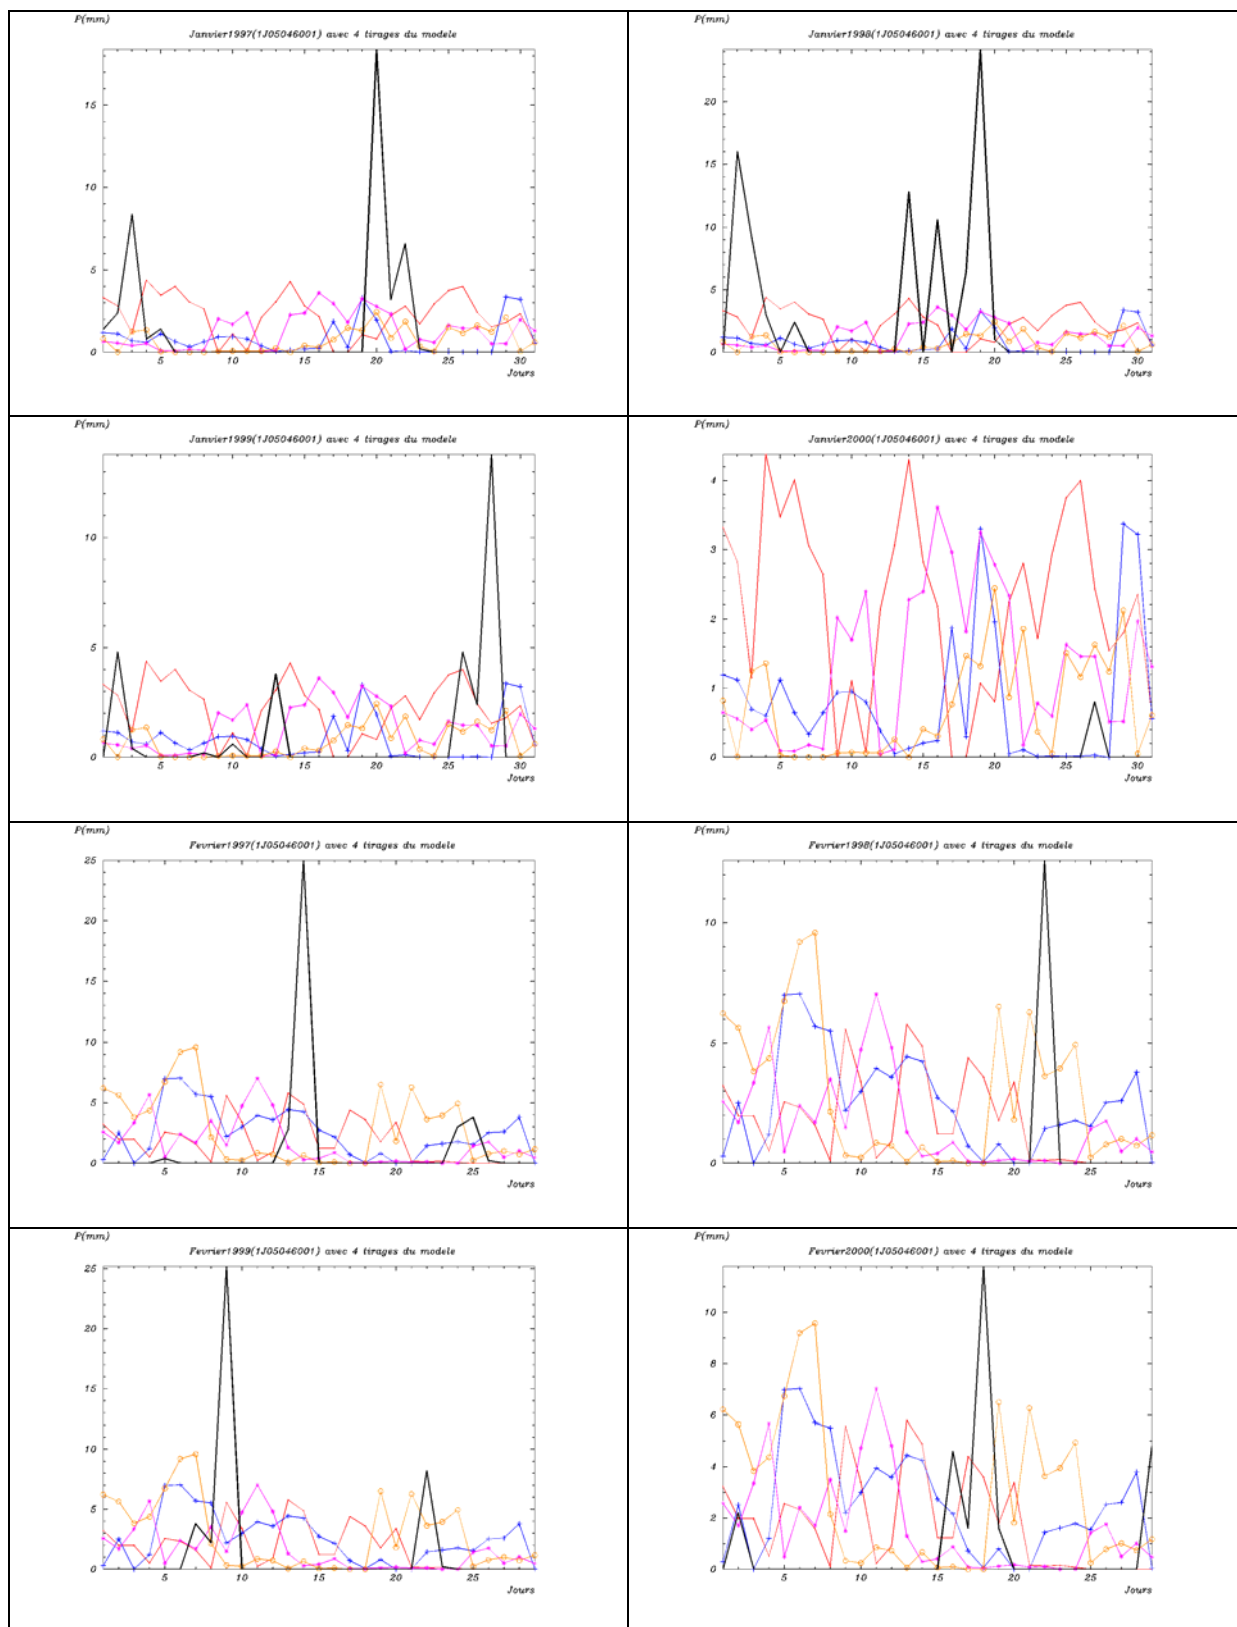 P(mm)
Janvier1997(1J05046001) avec 4 tirages du modele
15
10
5
0
5 10 15 20 25 30
Jours
P(mm)
Janvier1998(1J05046001) avec 4 tirages du modele
20
15
10
5
0
5 10 15 20 25 30
Jours
P(mm)
Janvier1999(1J05046001) avec 4 tirages du modele
10
5
0
5 10 15 20 25 30
Jours
P(mm)
Janvier2000(1J05046001) avec 4 tirages du modele
4
3
2
1
0
5 10 15 20 25 30
Jours
P(mm)
Fevrier1997(1J05046001) avec 4 tirages du modele
25
20
15
10
5
0
5 10 15 20 25
Jours
P(mm)
Fevrier1998(1J05046001) avec 4 tirages du modele
10
5
0
5 10 15 20 25
Jours
P(mm)
Fevrier1999(1J05046001) avec 4 tirages du modele
25
20
15
10
5
0
5 10 15 20 25
Jours
P(mm)
Fevrier2000(1J05046001) avec 4 tirages du modele
10
8
6
4
2
0
5 10 15 20 25
Jours